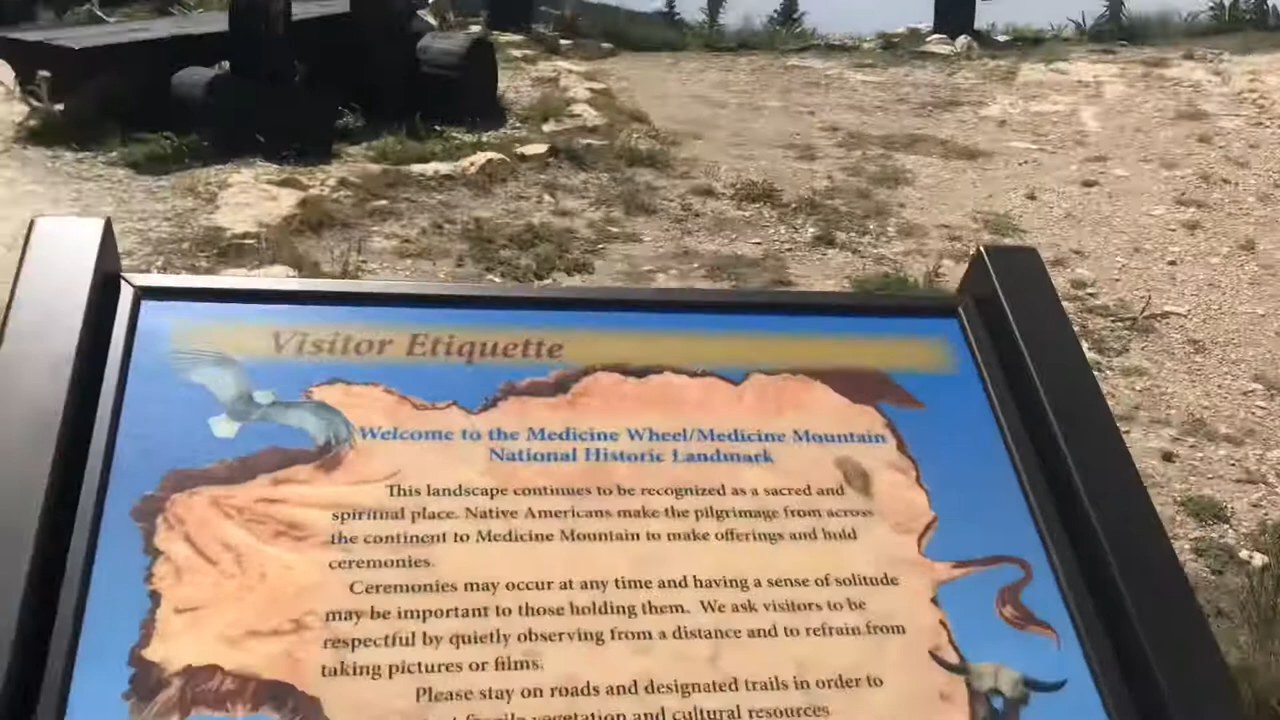 Visitor Etiquette
Welcome to the Medicine Wheel/Medicine Mountain
National Historic Landmark
This landscape continues to be recognized as a sacred and
spiritual place. Native Americans make the pilgrimage from across
the continent to Medicine Mountain to make offerings and hold
ceremonies.
Ceremonies may occur at any time and having a sense of solitude
may be important to those holding them. We ask visitors to be
respectful by quietly observing from a distance and to refrain from
taking pictures or films.
Please stay on roads and designated trails in order to
fragile vegetation and cultural resources